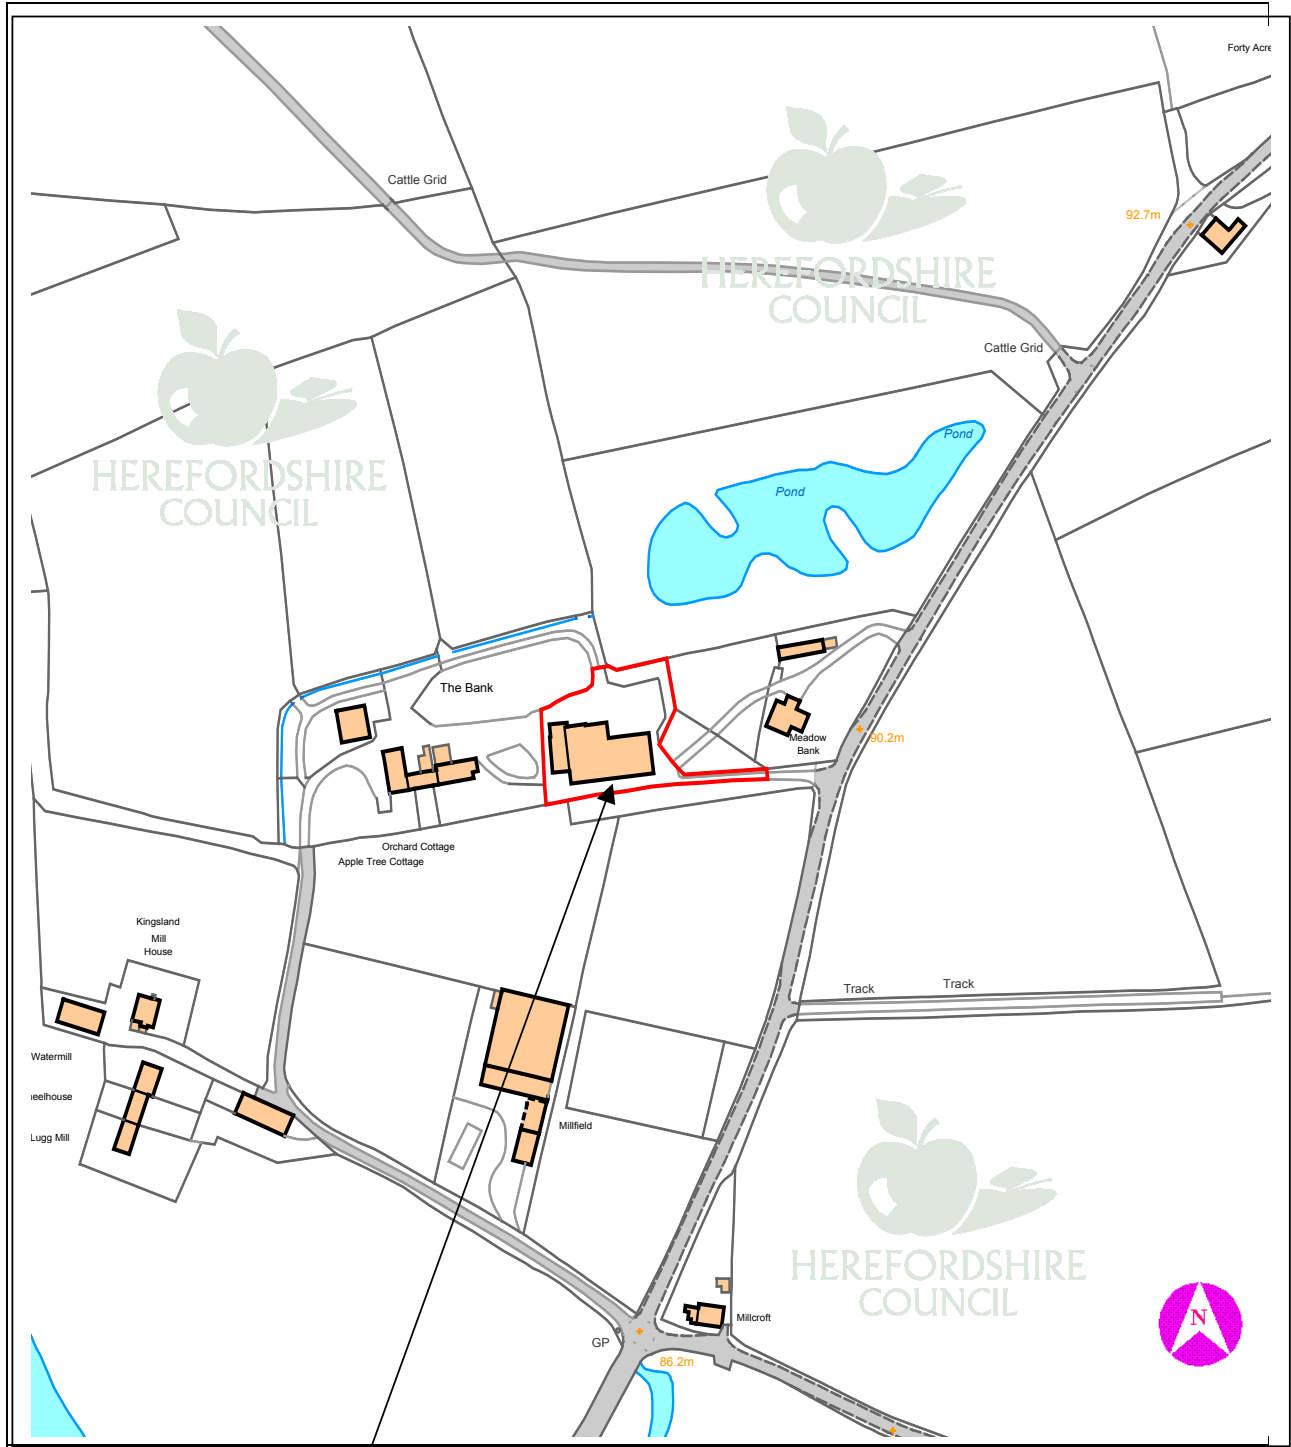 Forty Acre
Cattle Grid
92.7m
HEREFORDSHIRE
COUNCIL
Cattle Grid
Pond
HEREFORDSHIRE
COUNCIL
Pond
The Bank
Meadow
Bank
90.2m
Orchard Cottage
Apple Tree Cottage
Kingsland
Mill
House
Track
Track
Watermill
eelhouse
Lugg Mill
Millfield
HEREFORDSHIRE
COUNCIL
Millcroft
N
GP
86.2m